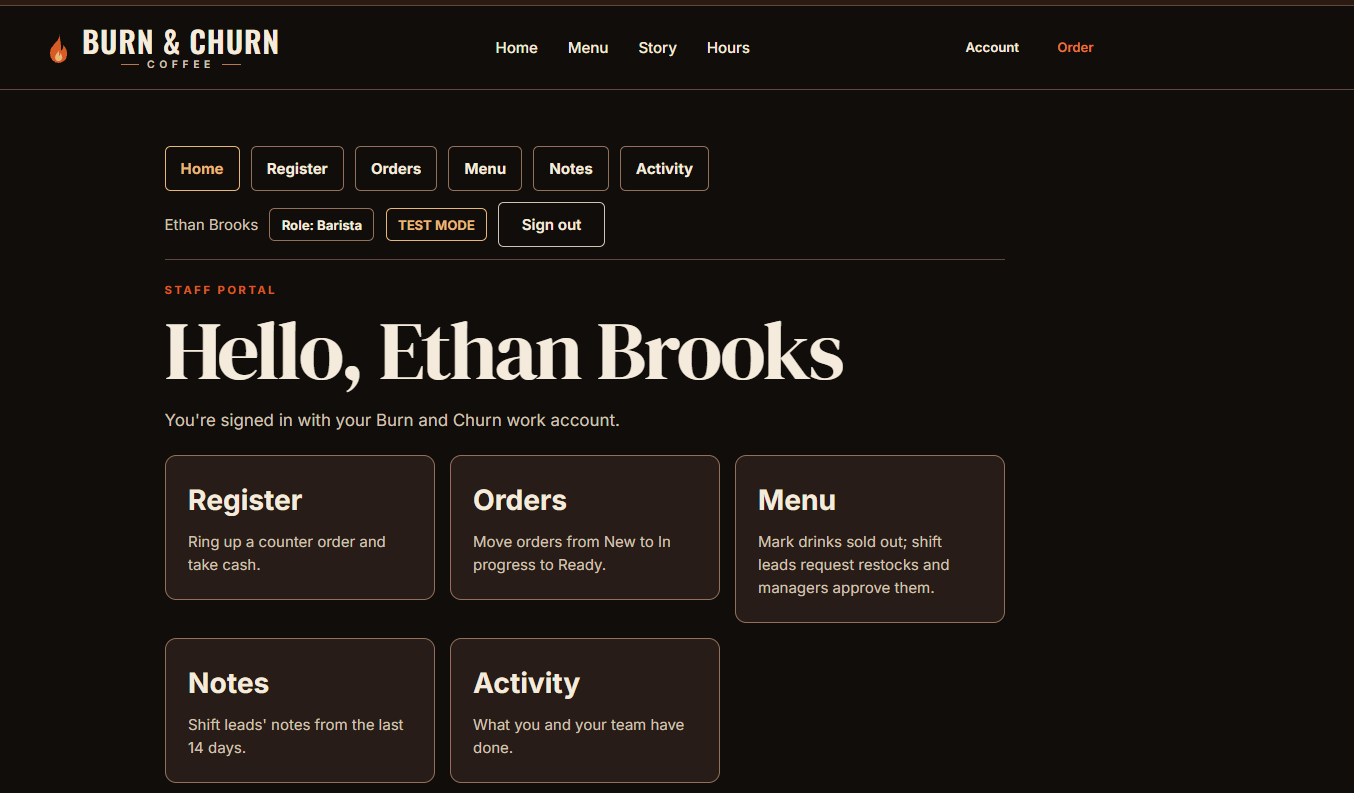 BURN & CHURN
COFFEE
Home Menu Story Hours
Account Order
Home Register Orders Menu Notes Activity
Ethan Brooks Role: Barista TEST MODE Sign out
STAFF PORTAL
Hello, Ethan Brooks
You're signed in with your Burn and Churn work account.
Register
Ring up a counter order and
take cash.
Orders
Move orders from New to In
progress to Ready.
Menu
Mark drinks sold out; shift
leads request restocks and
managers approve them.
Notes
Shift leads' notes from the last
14 days.
Activity
What you and your team have
done.